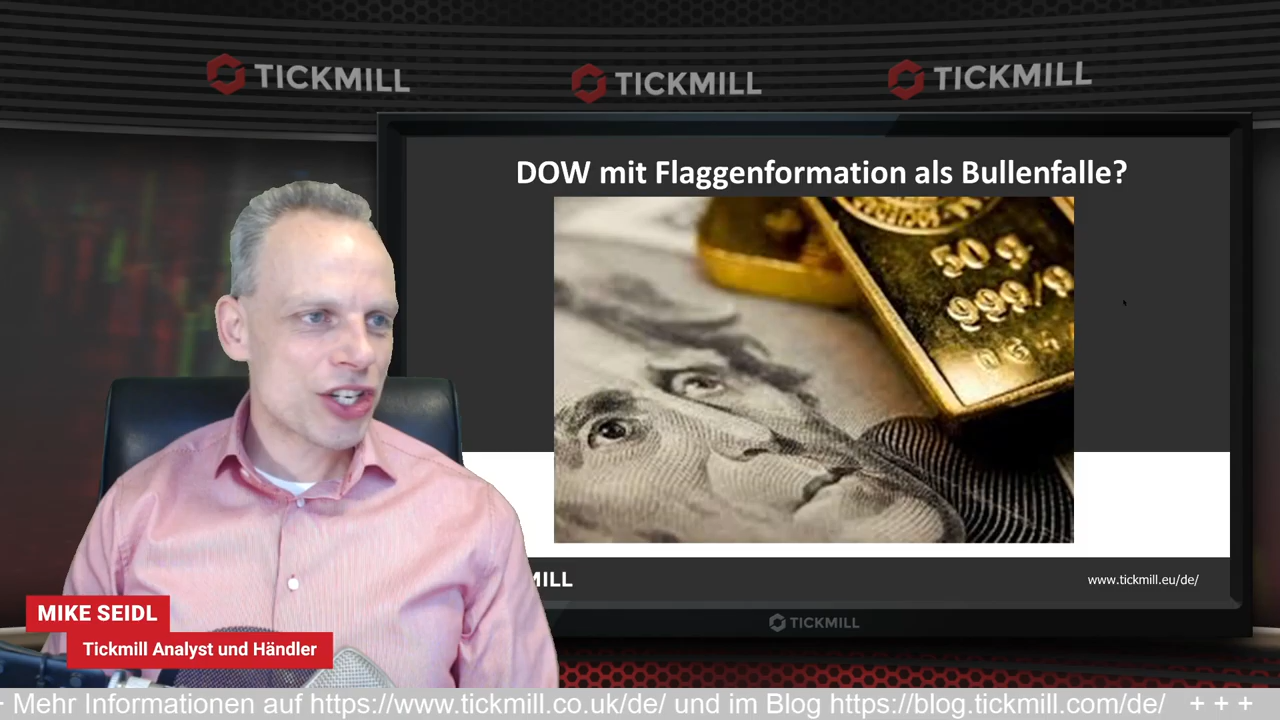 TICKMILL
TICKMILL
TICKMILL
DOW mit Flaggenformation als Bullenfalle?
50 g
999/9
MILL
www.tickmill.eu/de/
TICKMILL
MIKE SEIDL
Tickmill Analyst und Händler
Mehr Informationen auf https://www.tickmill.co.uk/de/ und im Blog https://blog.tickmill.com/de/ + + +